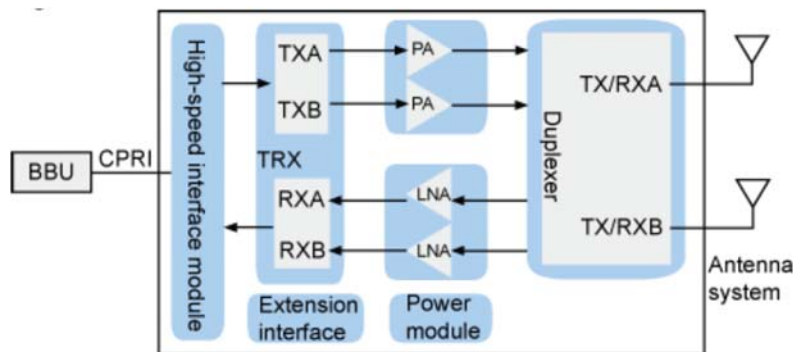 BBU
CPRI
High-speed interface module
TXA
TXB
TRX
RXA
RXB
Extension
interface
PA
PA
LNA
LNA
Power
module
Duplexer
TX/RXA
TX/RXB
Antenna
system